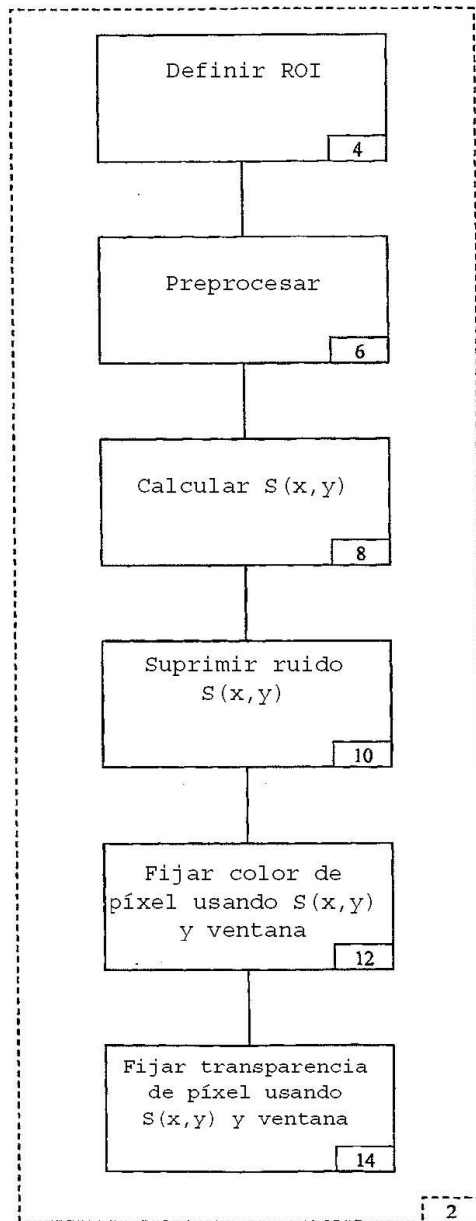 Definir ROI
4
Preprocesar
6
Calcular S(x,y)
8
Suprimir ruido
S(x,y)
10
Fijar color de
píxel usando S(x,y)
y ventana
12
Fijar transparencia
de píxel usando
S(x,y) y ventana
14
2